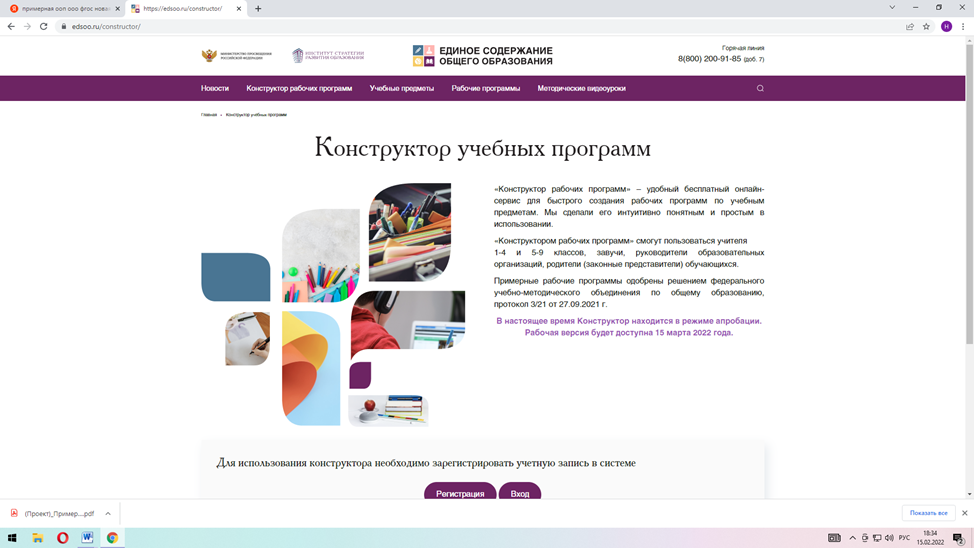 примерная ооп ооо фгос нова
https://edsoo.ru/constructor/
edsoo.ru/constructor/
Н
МИНИСТЕРСТВО ПРОСВЕЩЕНИЯ
РОССИЙСКОЙ ФЕДЕРАЦИИ
ИНСТИТУТ СТРАТЕГИИ
РАЗВИТИЯ ОБРАЗОВАНИЯ
ЕДИНОЕ СОДЕРЖАНИЕ
ОБЩЕГО ОБРАЗОВАНИЯ
Горячая линия
8(800) 200-91-85 (доб. 7)
Новости Конструктор рабочих программ Учебные предметы Рабочие программы Методические видеоуроки
Главная Конструктор учебных программ
Конструктор учебных программ
«Конструктор рабочих программ» – удобный бесплатный онлайн-
сервис для быстрого создания рабочих программ по учебным
предметам. Мы сделали его интуитивно понятным и простым в
использовании.
«Конструктором рабочих программ» смогут пользоваться учителя
1-4 и 5-9 классов, завучи, руководители образовательных
организаций, родители (законные представители) обучающихся.
Примерные рабочие программы одобрены решением федерального
учебно-методического объединения по общему образованию,
протокол 3/21 от 27.09.2021 г.
В настоящее время Конструктор находится в режиме апробации.
Рабочая версия будет доступна 15 марта 2022 года.
Для использования конструктора необходимо зарегистрировать учетную запись в системе
Регистрация Вход
(Проект)_Пример....pdf
Показать все
РУС
18:34
15.02.2022
2